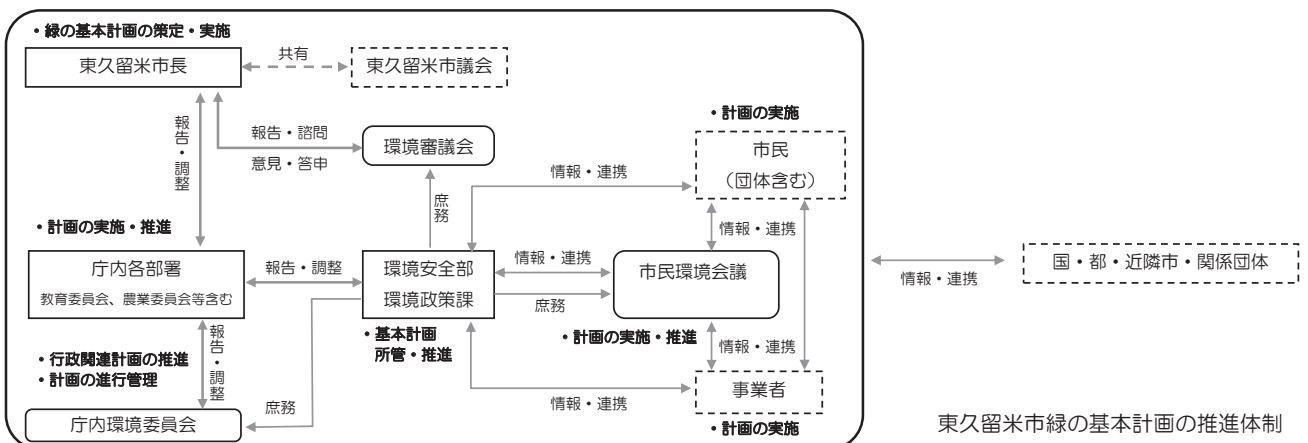 ・緑の基本計画の策定・実施
東久留米市長
共有
東久留米市議会
報告・調整
報告・諮問
意見・答申
環境審議会
・計画の実施
市民
（団体含む）
情報・連携
庶務
・計画の実施・推進
庁内各部署
教育委員会、農業委員会等含む
報告・調整
環境安全部
環境政策課
情報・連携
庶務
市民環境会議
情報・連携
情報・連携
国・都・近隣市・関係団体
・基本計画
所管・推進
・計画の実施・推進
・行政関連計画の推進
・計画の進行管理
報告・調整
情報・連携
情報・連携
事業者
情報・連携
庶務
庁内環境委員会
・計画の実施
東久留米市緑の基本計画の推進体制